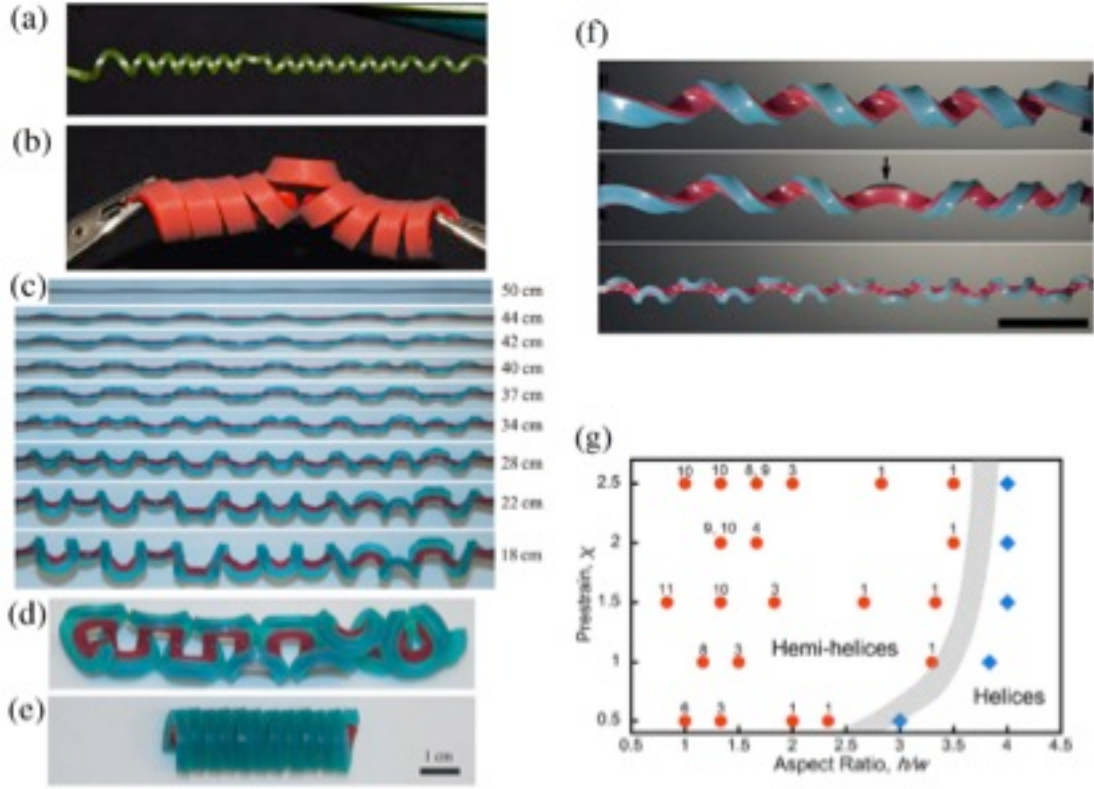 (a)
(b)
(c)
50 cm
44 cm
42 cm
40 cm
37 cm
34 cm
28 cm
22 cm
18 cm
(d)
(e)
1 cm
(f)
(g)
10 10 8, 9 3 1 1
9, 10 4 1
11 10 3 1 1
8 3 1
6 3 1 1
Hemi-helices
Helices
2.5
2
1.5
1
0.5
Prestrain, χ
0.5 1 1.5 2 2.5 3 3.5 4 4.5
Aspect Ratio, h/w